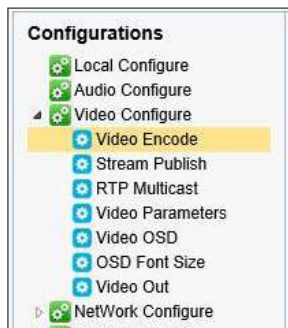 Configurations
Local Configure
Audio Configure
Video Configure
Video Encode
Stream Publish
RTP Multicast
Video Parameters
Video OSD
OSD Font Size
Video Out
NetWork Configure